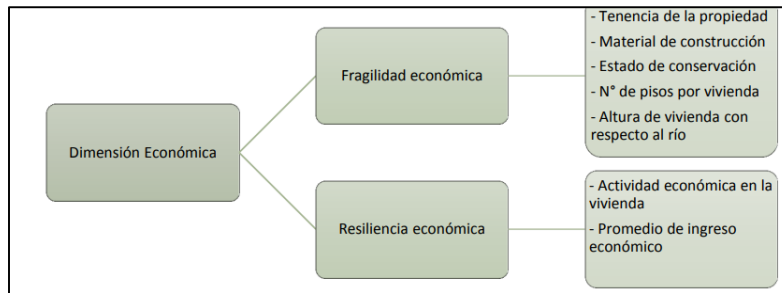 Dimensión Económica
Fragilidad económica
- Tenencia de la propiedad
- Material de construcción
- Estado de conservación
- N° de pisos por vivienda
- Altura de vivienda con
respecto al río
Resiliencia económica
- Actividad económica en la
vivienda
- Promedio de ingreso
económico